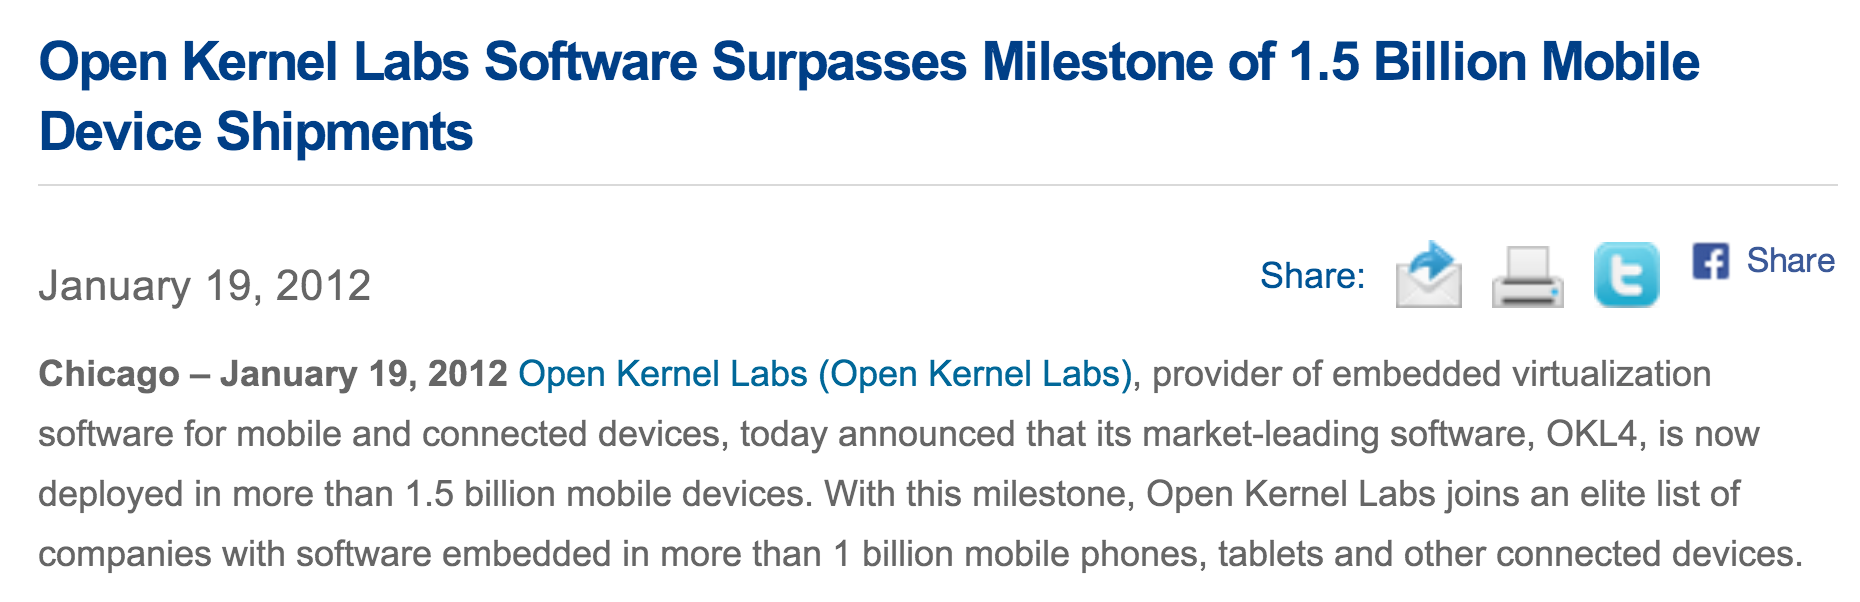 Open Kernel Labs Software Surpasses Milestone of 1.5 Billion Mobile
Device Shipments
January 19, 2012
Share:
t
f
Share
Chicago – January 19, 2012 Open Kernel Labs (Open Kernel Labs), provider of embedded virtualization
software for mobile and connected devices, today announced that its market-leading software, OKL4, is now
deployed in more than 1.5 billion mobile devices. With this milestone, Open Kernel Labs joins an elite list of
companies with software embedded in more than 1 billion mobile phones, tablets and other connected devices.